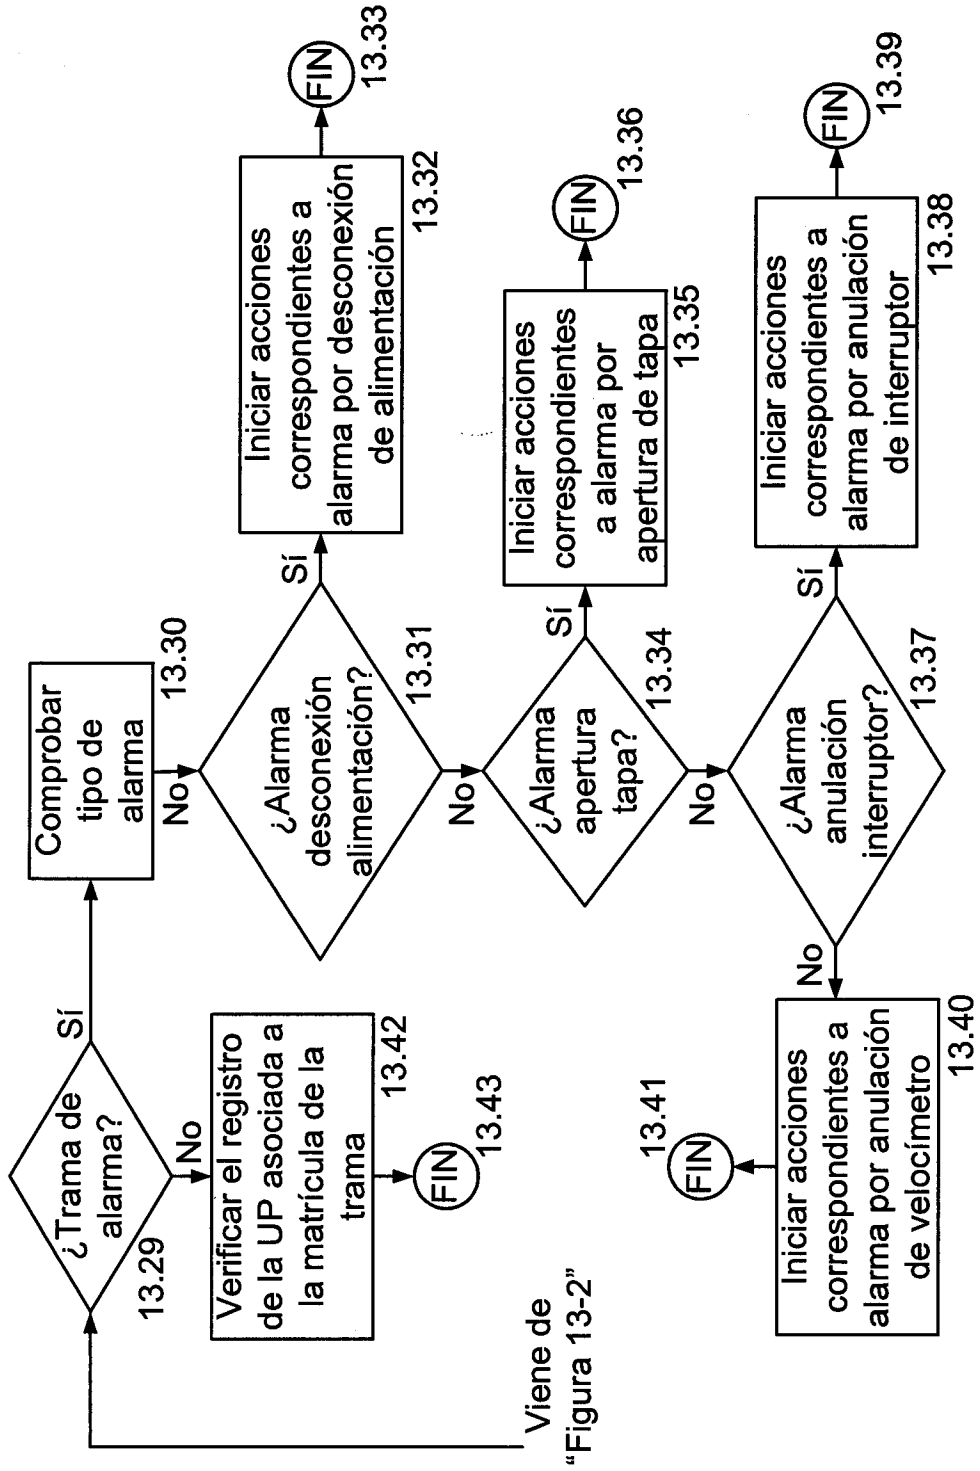 Viene de
“Figura 13-2”
¿Trama de
alarma?
13.29
Sí
No
Comprobar
tipo de
alarma
13.30
No
¿Alarma
desconexión
alimentación?
13.31
Sí
Iniciar acciones
correspondientes a
alarma por desconexión
de alimentación
13.32
FIN
13.33
No
¿Alarma
apertura
tapa?
13.34
Sí
Iniciar acciones
correspondientes
a alarma por
apertura de tapa
13.35
FIN
13.36
No
¿Alarma
anulación
interruptor?
13.37
Sí
Iniciar acciones
correspondientes a
alarma por anulación
de interruptor
13.38
FIN
13.39
No
Iniciar acciones
correspondientes a
alarma por anulación
de velocímetro
13.40
FIN
13.41
Verificar el registro
de la UP asociada a
la matrícula de la
trama
13.42
FIN
13.43